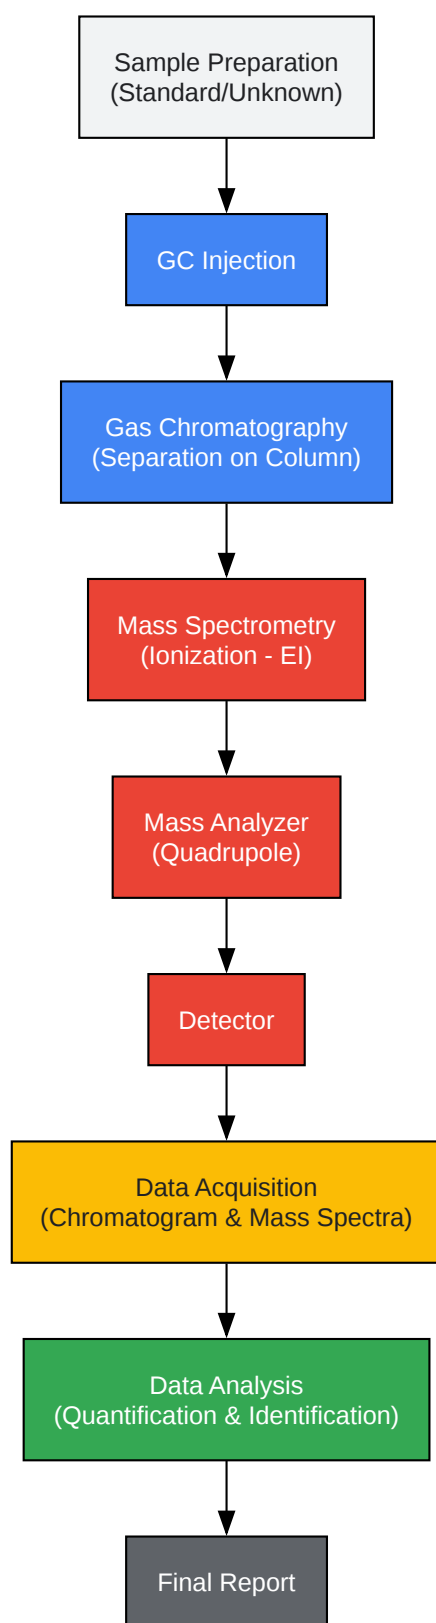 Sample Preparation
(Standard/Unknown)
GC Injection
Gas Chromatography
(Separation on Column)
Mass Spectrometry
(Ionization - EI)
Mass Analyzer
(Quadrupole)
Detector
Data Acquisition
(Chromatogram & Mass Spectra)
Data Analysis
(Quantification & Identification)
Final Report